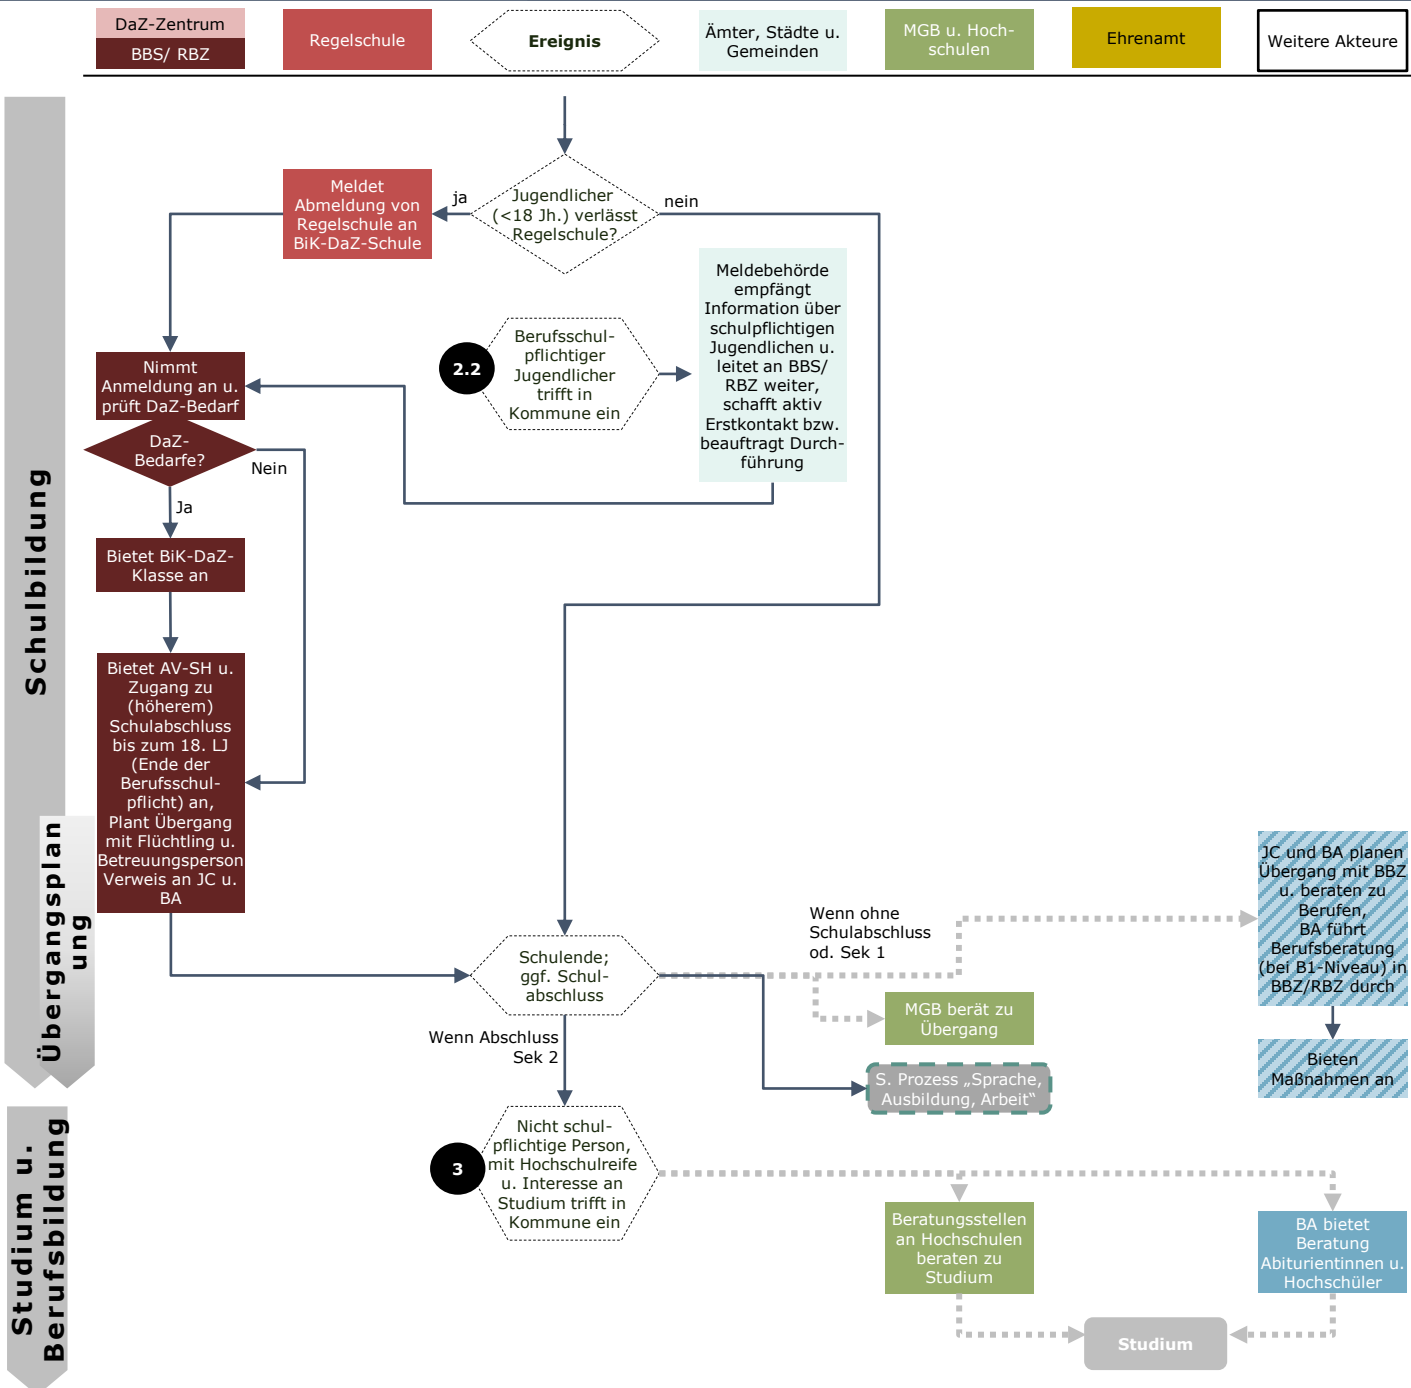 DaZ-Zentrum
BBS/ RBZ
Regelschule
Ereignis
Ämter, Städte u.
Gemeinden
MGB u. Hoch-
schulen
Ehrenamt
Weitere Akteure
Schulbildung
Übergangsplan
ung
Studium u.
Berufsbildung
Jugendlicher
(<18 Jh.) verlässt
Regelschule?
ja
nein
Meldet
Abmeldung von
Regelschule an
BiK-DaZ-Schule
2.2
Berufsschul-
pflichtiger
Jugendlicher
trifft in
Kommune ein
Meldebehörde
empfängt
Information über
schulpflichtigen
Jugendlichen u.
leitet an BBS/
RBZ weiter,
schafft aktiv
Erstkontakt bzw.
beauftragt Durch-
führung
Nimmt
Anmeldung an u.
prüft DaZ-Bedarf
DaZ-
Bedarfe?
Nein
Ja
Bietet BiK-DaZ-
Klasse an
Bietet AV-SH u.
Zugang zu
(höherem)
Schulabschluss
bis zum 18. LJ
(Ende der
Berufsschul-
pflicht) an,
Plant Übergang
mit Flüchtling u.
Betreuungsperson
Verweis an JC u.
BA
Schulende;
ggf. Schul-
abschluss
Wenn ohne
Schulabschluss
od. Sek 1
JC und BA planen
Übergang mit BBZ
u. beraten zu
Berufen,
BA führt
Berufsberatung
(bei B1-Niveau) in
BBZ/RBZ durch
MGB berät zu
Übergang
Wenn Abschluss
Sek 2
S. Prozess „Sprache,
Ausbildung, Arbeit“
Bieten
Maßnahmen an
3
Nicht schul-
pflichtige Person,
mit Hochschulreife
u. Interesse an
Studium trifft in
Kommune ein
Beratungsstellen
an Hochschulen
beraten zu
Studium
BA bietet
Beratung
Abiturientinnen u.
Hochschüler
Studium